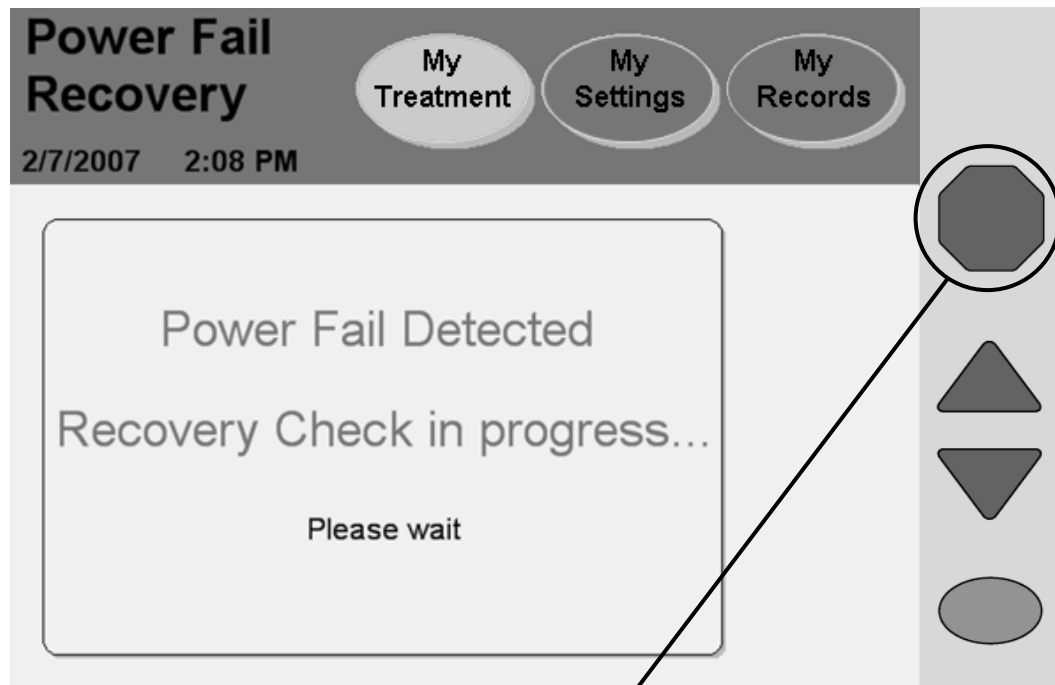 Power Fail
Recovery
2/7/2007 2:08 PM
My
Treatment
My
Settings
My
Records
Power Fail Detected
Recovery Check in progress...
Please wait